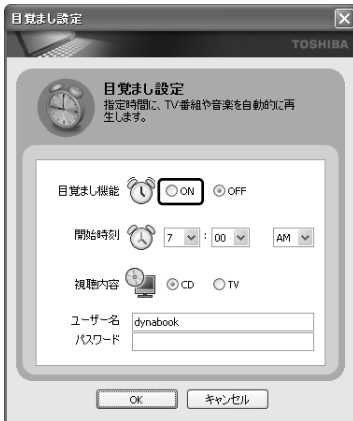 目覚まし設定
TOSHIBA
目覚まし設定
指定時間に、TV番組や音楽を自動的に再
生します。
目覚まし機能 ON OFF
開始時刻 7 : 00 AM
視聴内容 CD TV
ユーザー名 dynabook
パスワード
OK キャンセル